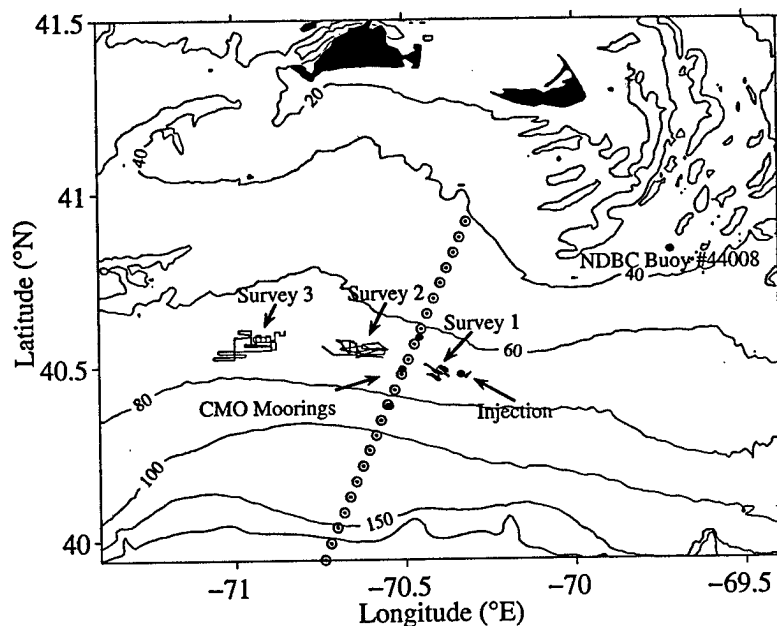 41.5
20
20
40
41
NDBC Buoy #44008
40
Latitude (°N)
Survey 3
Survey 2
Survey 1
60
40.5
80
CMO Moorings
Injection
100
150
40
−71
−70.5
−70
−69.5
Longitude (°E)